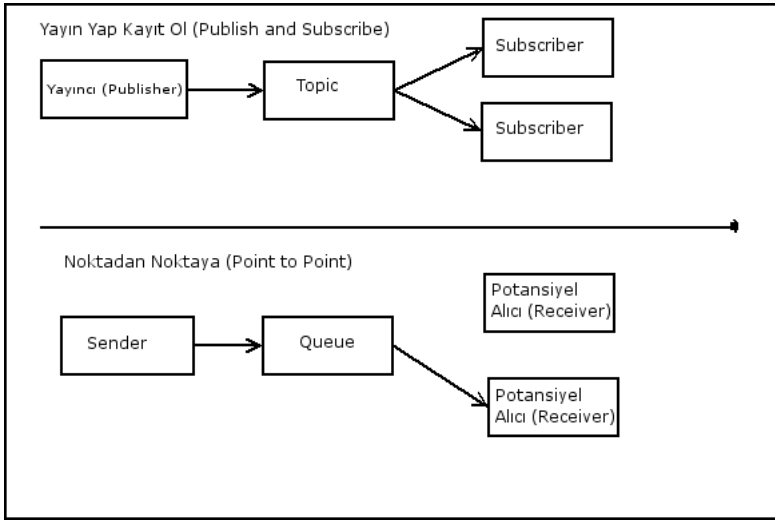 Yayın Yap Kayıt Ol (Publish and Subscribe)
Yayıncı (Publisher)
Topic
Subscriber
Subscriber
Noktadan Noktaya (Point to Point)
Sender
Queue
Potansiyel
Alıcı (Receiver)
Potansiyel
Alıcı (Receiver)